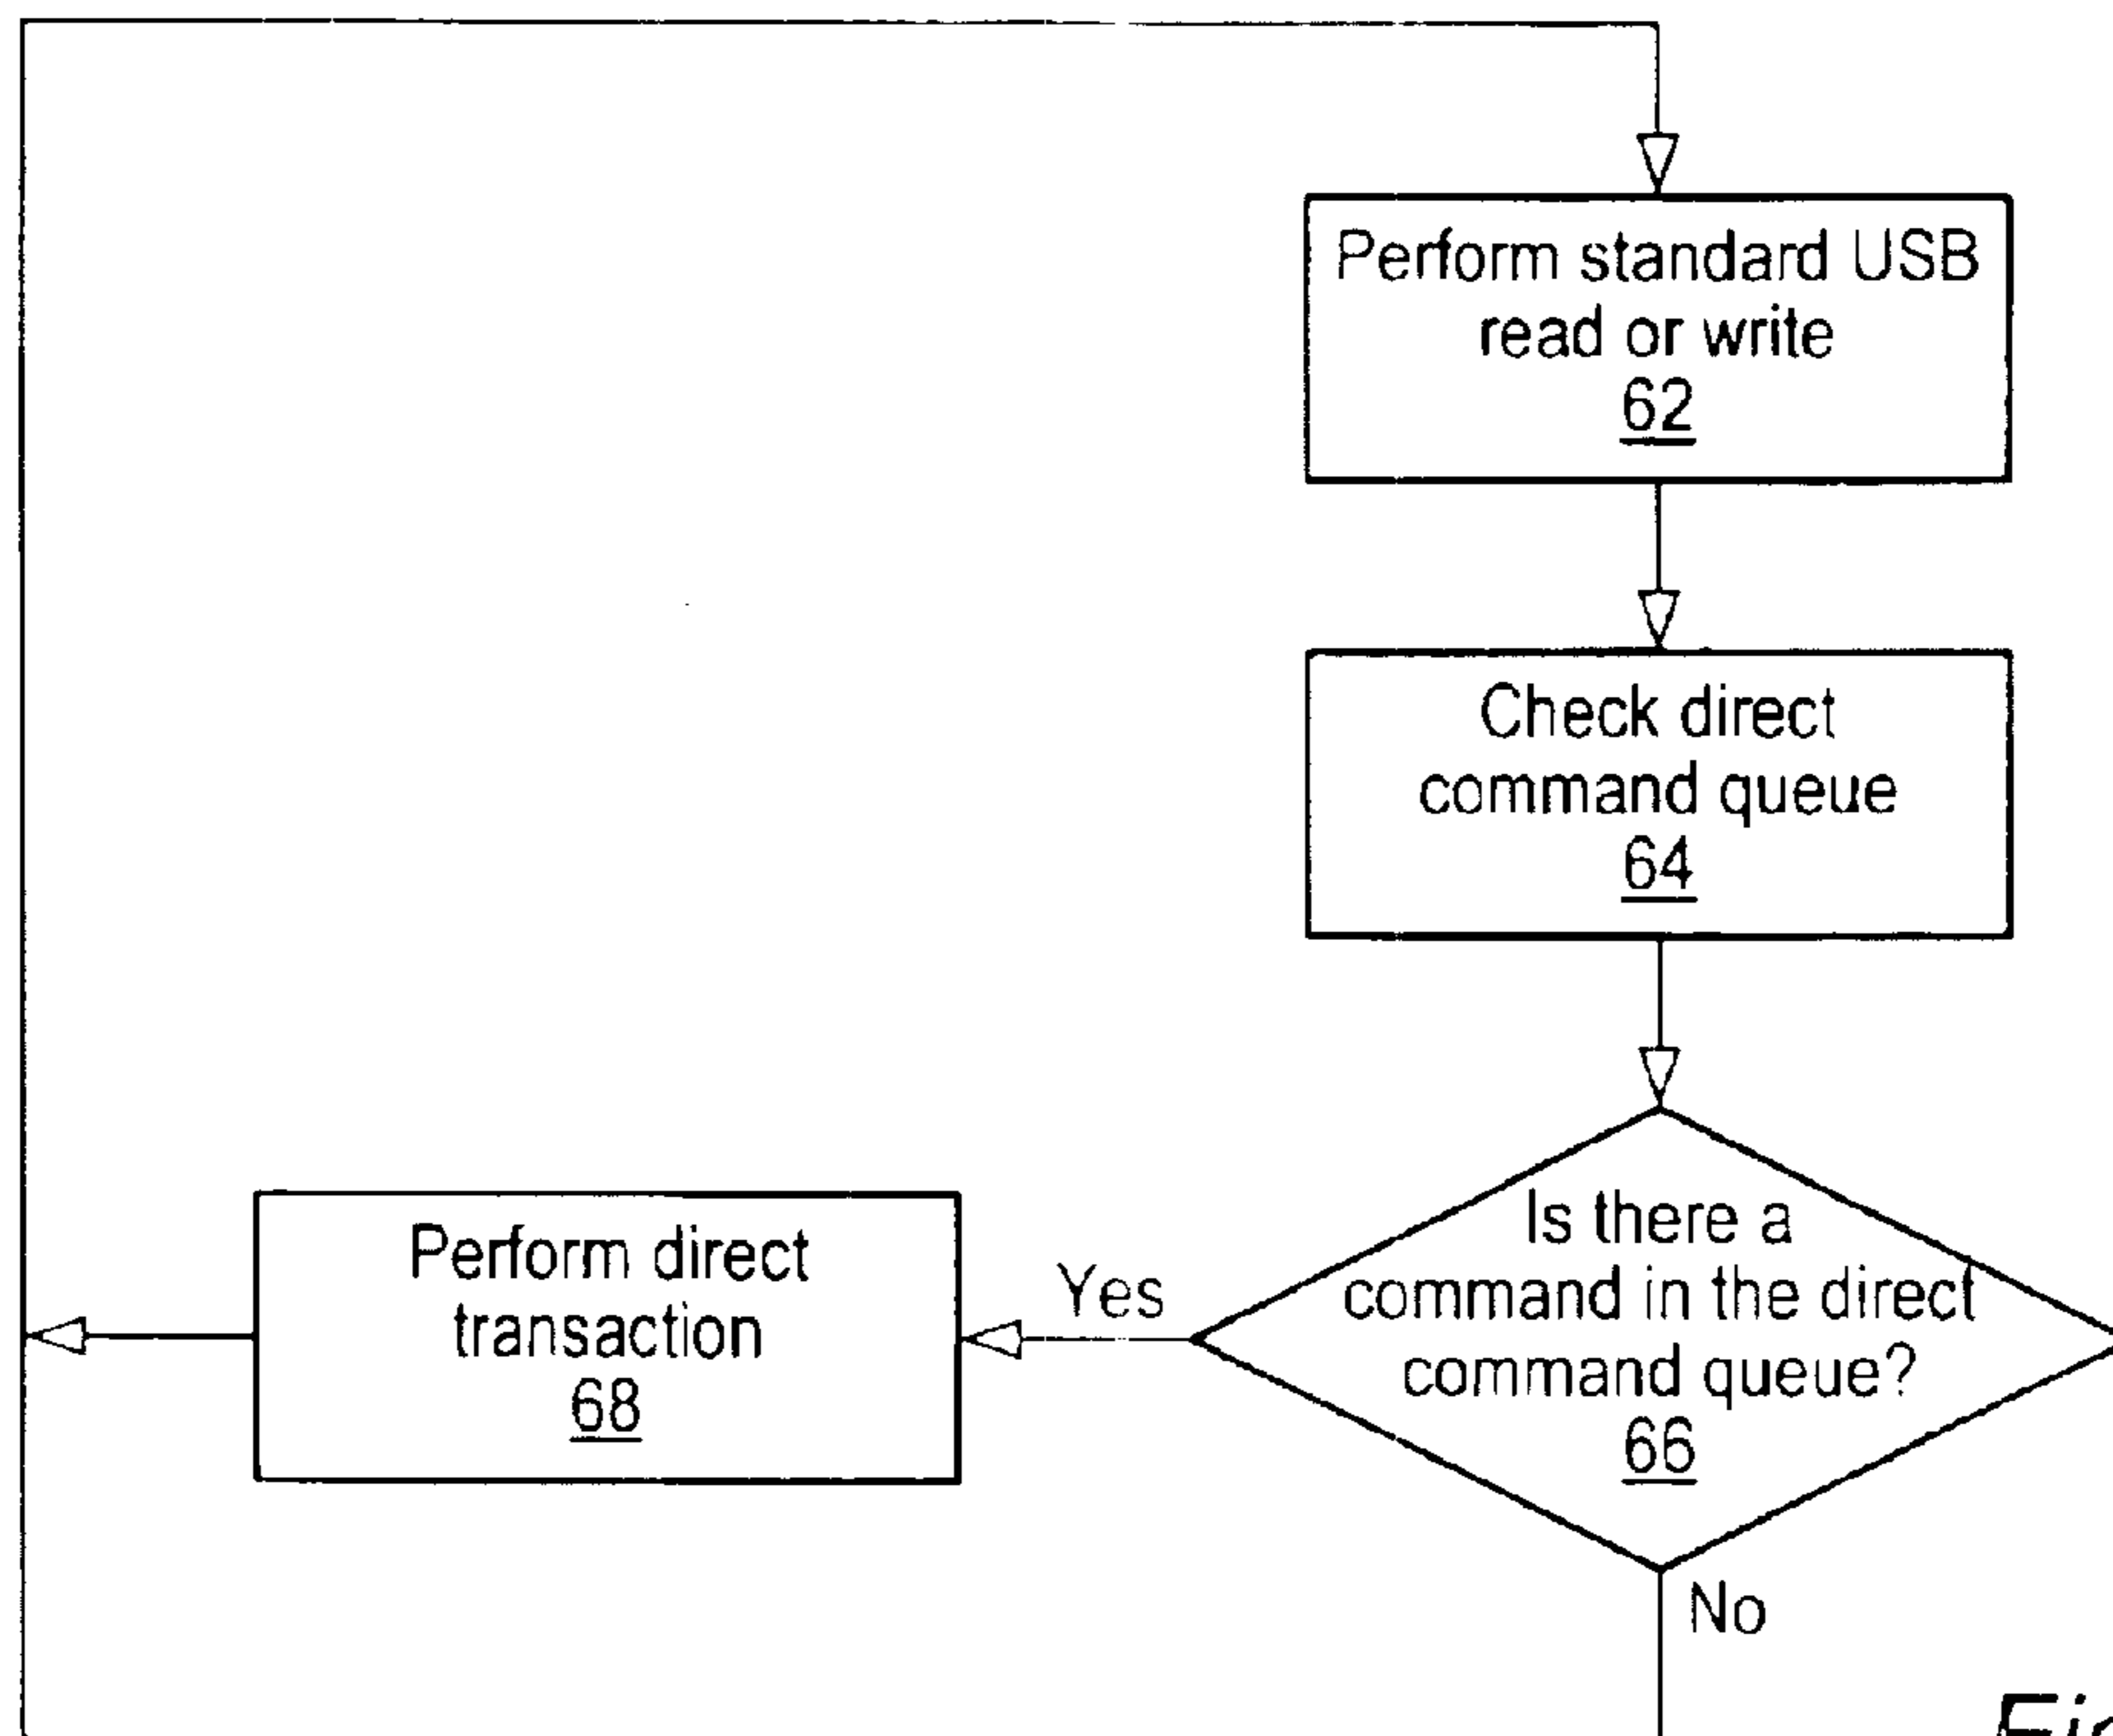 Perform standard USB
read or write
62
Check direct
command queue
64
Is there a
command in the direct
command queue?
66
Yes
Perform direct
transaction
68
No